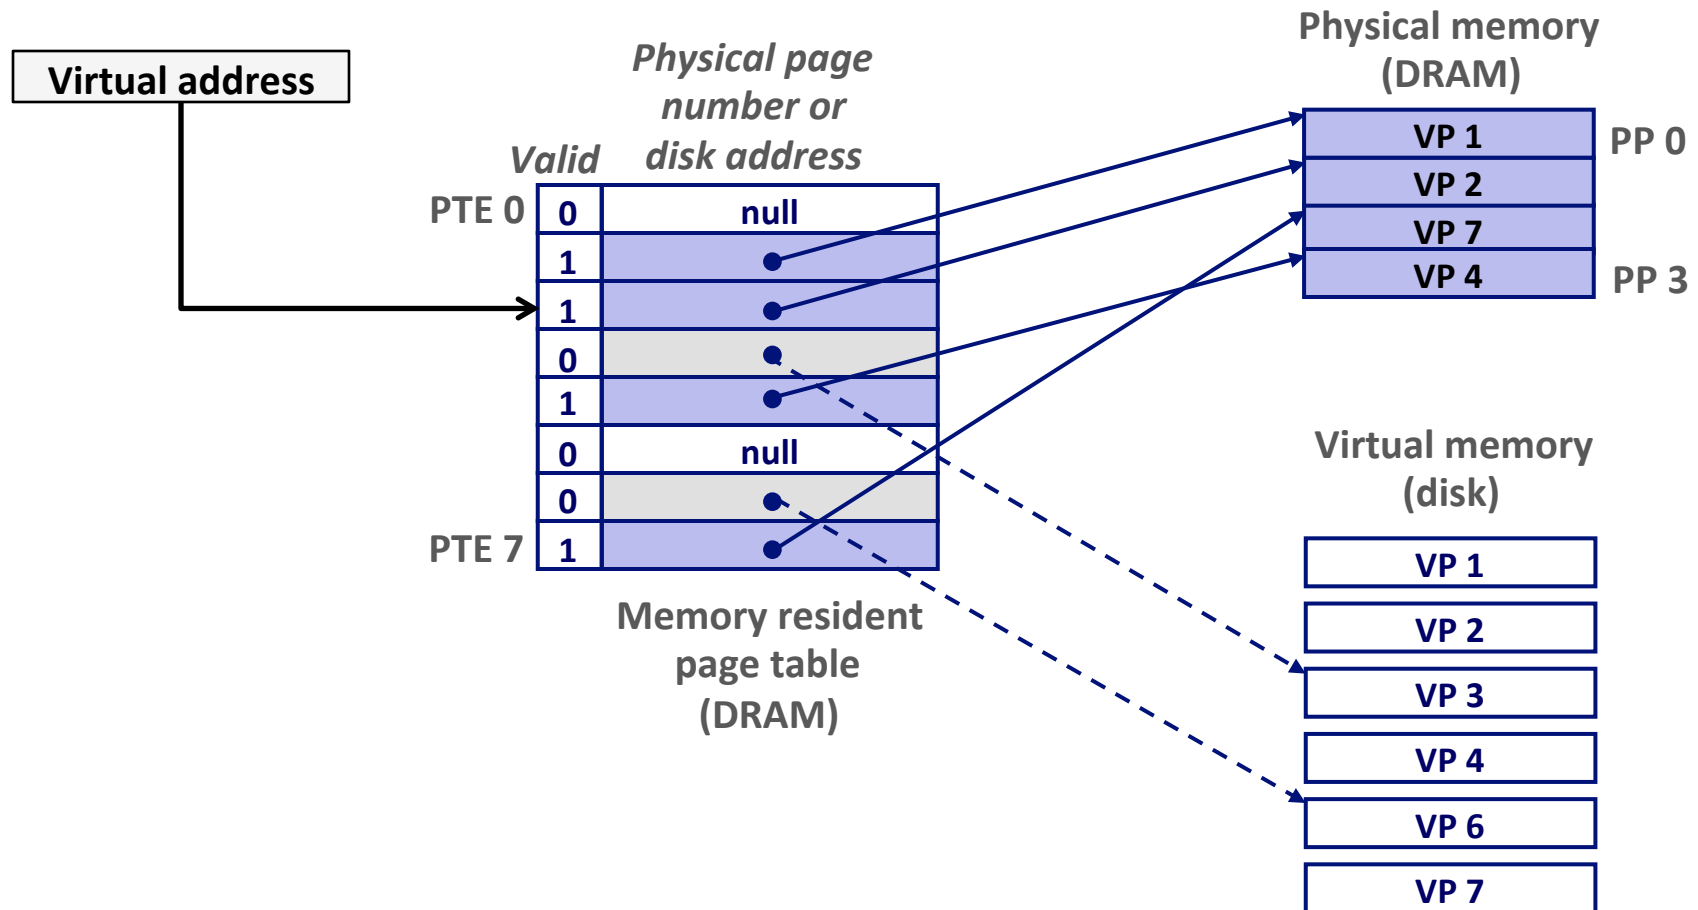 Virtual address
Physical page
number or
disk address
Valid
PTE 0
0
null
1
1
0
1
0
null
0
PTE 7
1
Memory resident
page table
(DRAM)
Physical memory
(DRAM)
VP 1
PP 0
VP 2
VP 7
VP 4
PP 3
Virtual memory
(disk)
VP 1
VP 2
VP 3
VP 4
VP 6
VP 7